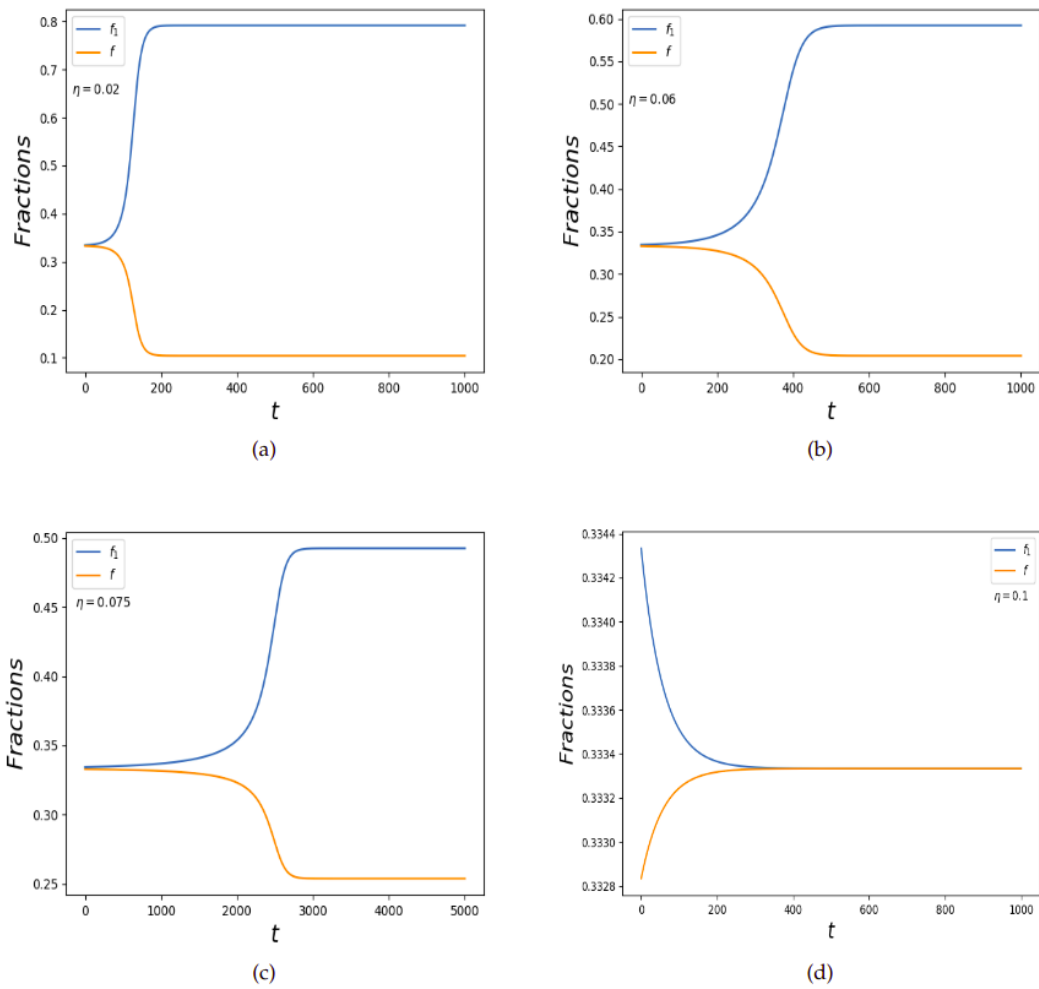 f₁
f
η = 0.02
Fractions
0.8
0.7
0.6
0.5
0.4
0.3
0.2
0.1
0 200 400 600 800 1000
t
(a)
f₁
f
η = 0.06
Fractions
0.60
0.55
0.50
0.45
0.40
0.35
0.30
0.25
0.20
0 200 400 600 800 1000
t
(b)
f₁
f
η = 0.075
Fractions
0.50
0.45
0.40
0.35
0.30
0.25
0 1000 2000 3000 4000 5000
t
(c)
f₁
f
η = 0.1
Fractions
0.3344
0.3342
0.3340
0.3338
0.3336
0.3334
0.3332
0.3330
0.3328
0 200 400 600 800 1000
t
(d)